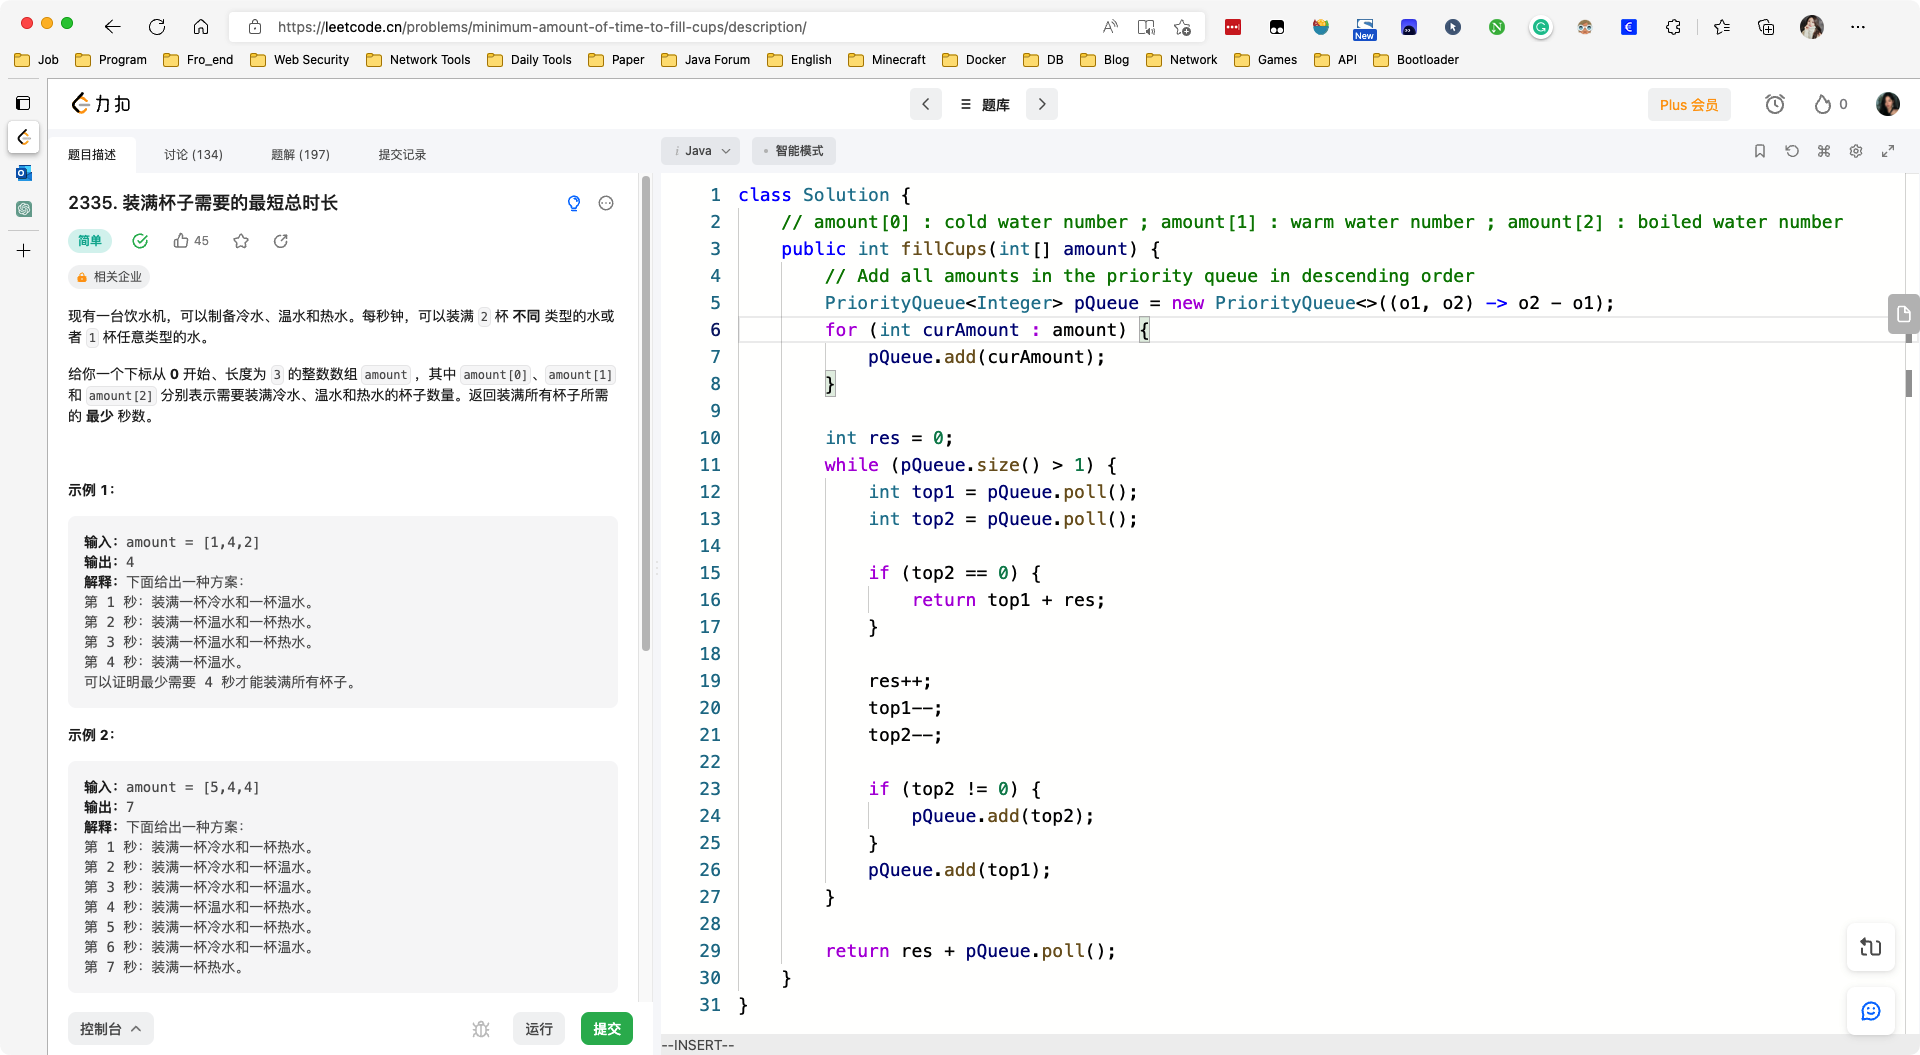 https://leetcode.cn/problems/minimum-amount-of-time-to-fill-cups/description/
New
Job Program Fro_end Web Security Network Tools Daily Tools Paper Java Forum English Minecraft Docker DB Blog Network Games API Bootloader
力扣
题库
Plus 会员
0
题目描述 讨论 (134) 题解 (197) 提交记录
2335. 装满杯子需要的最短总时长
简单 45
相关企业
现有一台饮水机，可以制备冷水、温水和热水。每秒钟，可以装满 2 杯 不同 类型的水或
者 1 杯任意类型的水。
给你一个下标从 0 开始、长度为 3 的整数数组 amount ，其中 amount[0] 、 amount[1]
和 amount[2] 分别表示需要装满冷水、温水和热水的杯子数量。返回装满所有杯子所需
的 最少 秒数。
示例 1：
输入：amount = [1,4,2]
输出：4
解释：下面给出一种方案：
第 1 秒：装满一杯冷水和一杯温水。
第 2 秒：装满一杯温水和一杯热水。
第 3 秒：装满一杯温水和一杯热水。
第 4 秒：装满一杯温水。
可以证明最少需要 4 秒才能装满所有杯子。
示例 2：
输入：amount = [5,4,4]
输出：7
解释：下面给出一种方案：
第 1 秒：装满一杯冷水和一杯热水。
第 2 秒：装满一杯冷水和一杯温水。
第 3 秒：装满一杯冷水和一杯温水。
第 4 秒：装满一杯温水和一杯热水。
第 5 秒：装满一杯冷水和一杯热水。
第 6 秒：装满一杯冷水和一杯温水。
第 7 秒：装满一杯热水。
控制台 运行 提交
i Java 智能模式
1 class Solution {
2 // amount[0] : cold water number ; amount[1] : warm water number ; amount[2] : boiled water number
3 public int fillCups(int[] amount) {
4 // Add all amounts in the priority queue in descending order
5 PriorityQueue<Integer> pQueue = new PriorityQueue<>((o1, o2) -> o2 - o1);
6 for (int curAmount : amount) {
7 pQueue.add(curAmount);
8 }
9
10 int res = 0;
11 while (pQueue.size() > 1) {
12 int top1 = pQueue.poll();
13 int top2 = pQueue.poll();
14
15 if (top2 == 0) {
16 return top1 + res;
17 }
18
19 res++;
20 top1--;
21 top2--;
22
23 if (top2 != 0) {
24 pQueue.add(top2);
25 }
26 pQueue.add(top1);
27 }
28
29 return res + pQueue.poll();
30 }
31 }
--INSERT--